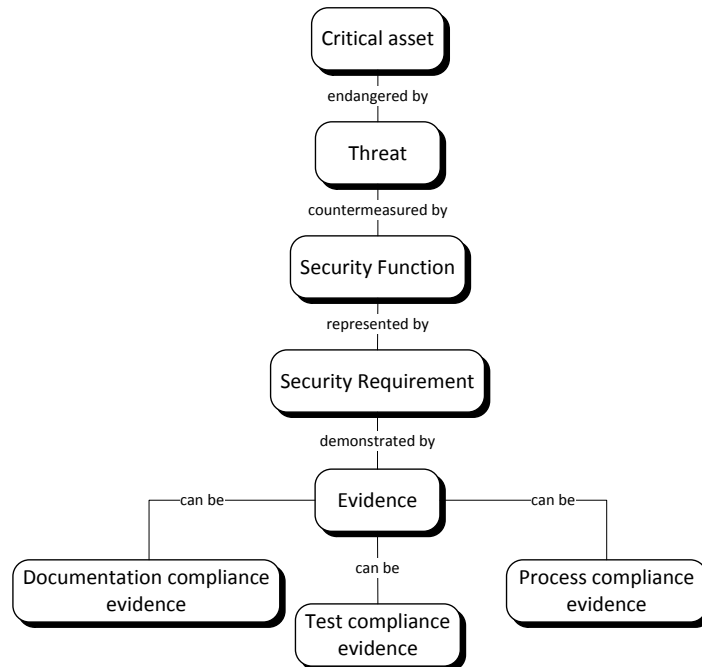 Critical asset
endangered by
Threat
countermeasured by
Security Function
represented by
Security Requirement
demonstrated by
can be
Evidence
can be
Documentation compliance
evidence
can be
Test compliance
evidence
Process compliance
evidence